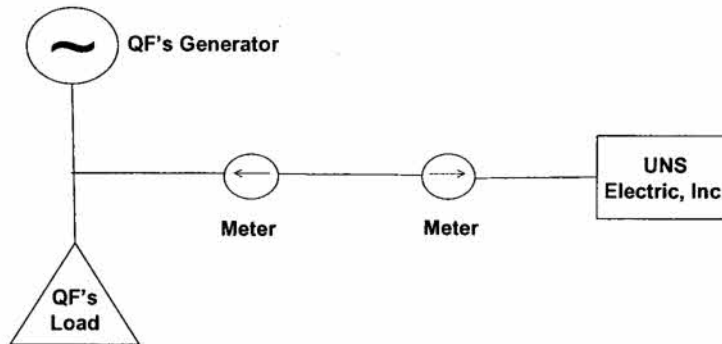 QF's Generator
UNS
Electric, Inc
Meter
Meter
QF's
Load